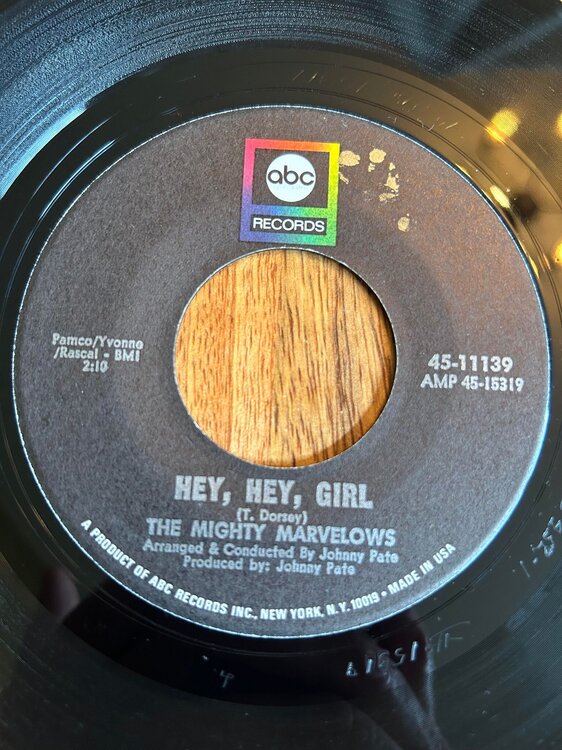 abc
RECORDS
Pamco/Yvonne
/Rascal - BMI
2:10
45-11139
AMP 45-15319
HEY, HEY, GIRL
(T. Dorsey)
THE MIGHTY MARVELOWS
Arranged & Conducted By Johnny Pate
Produced by: Johnny Pate
A PRODUCT OF ABC RECORDS INC., NEW YORK, N.Y. 10019 • MADE IN USA